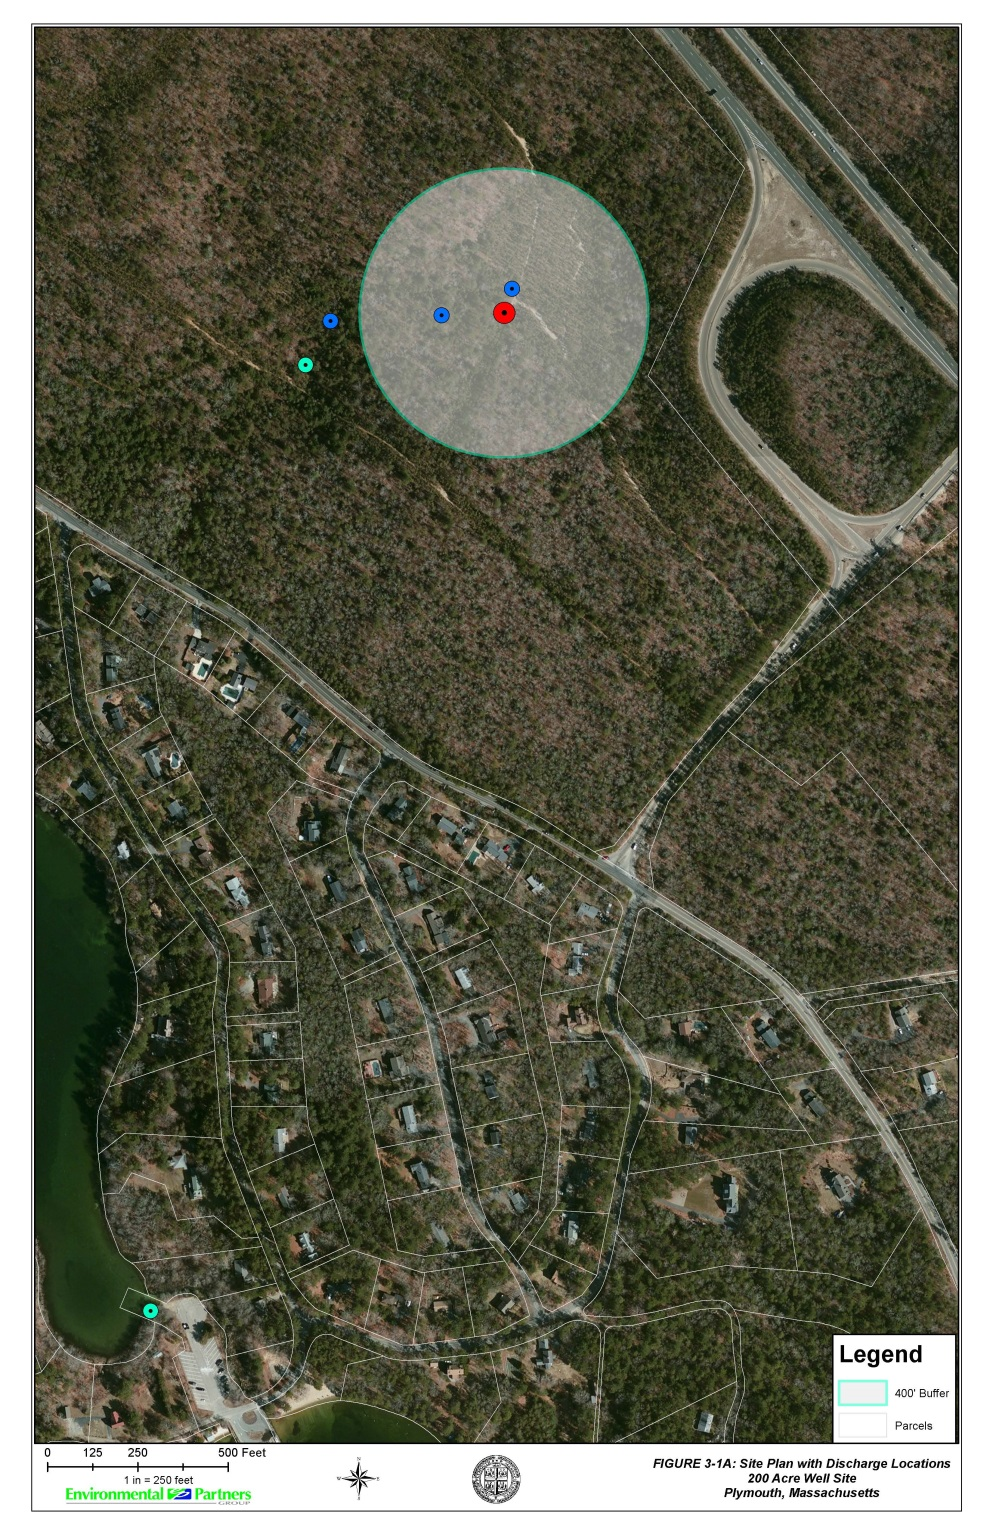 Legend
400' Buffer
Parcels
0 125 250 500 Feet
1 in = 250 feet
Environmental Partners
GROUP
N
W E
S
FIGURE 3-1A: Site Plan with Discharge Locations
200 Acre Well Site
Plymouth, Massachusetts